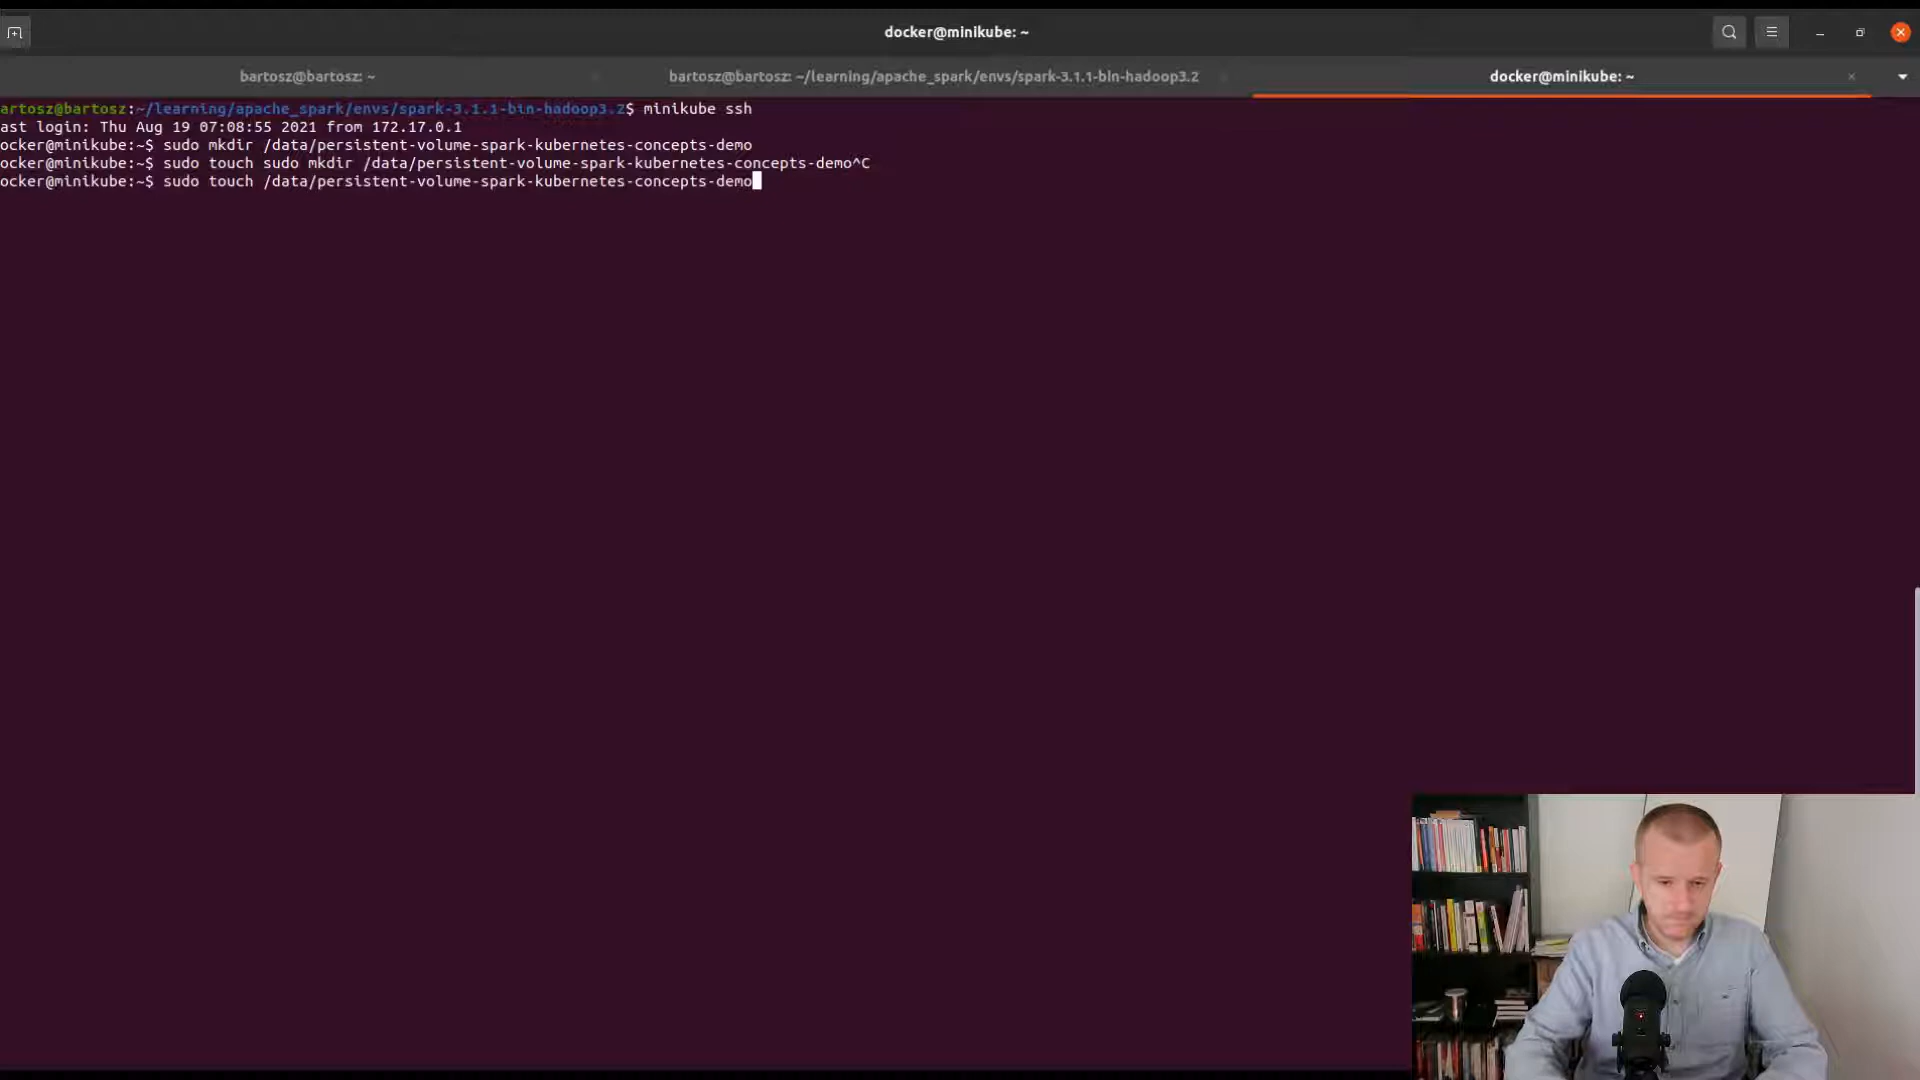 docker@minikube: ~
bartosz@bartosz: ~
bartosz@bartosz: ~/learning/apache_spark/envs/spark-3.1.1-bin-hadoop3.2
docker@minikube: ~
artosz@bartosz:~/learning/apache_spark/envs/spark-3.1.1-bin-hadoop3.2$ minikube ssh
ast login: Thu Aug 19 07:08:55 2021 from 172.17.0.1
ocker@minikube:~$ sudo mkdir /data/persistent-volume-spark-kubernetes-concepts-demo
ocker@minikube:~$ sudo touch sudo mkdir /data/persistent-volume-spark-kubernetes-concepts-demo^C
ocker@minikube:~$ sudo touch /data/persistent-volume-spark-kubernetes-concepts-demo